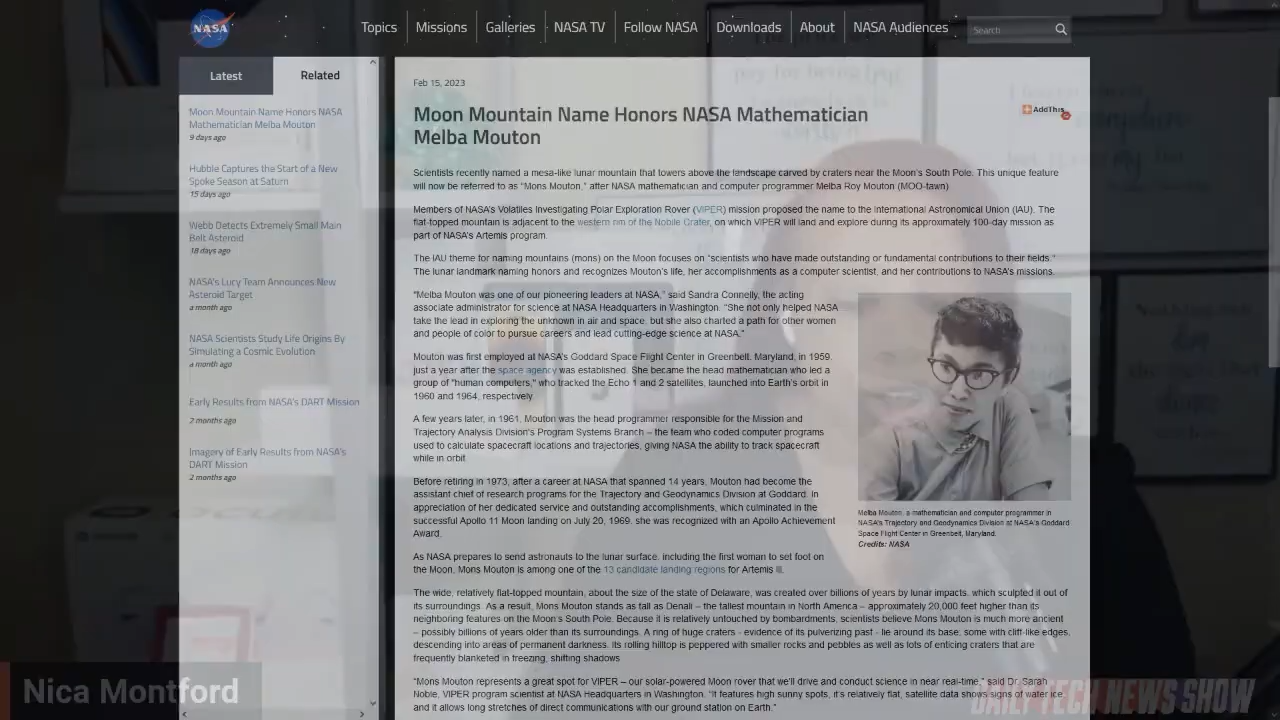 NASA
Topics
Missions
Galleries
NASA TV
Follow NASA
Downloads
About
NASA Audiences
Search
Latest
Related
Moon Mountain Name Honors NASA
Mathematician Melba Mouton
9 days ago
Hubble Captures the Start of a New
Spoke Season at Saturn
15 days ago
Webb Detects Extremely Small Main
Belt Asteroid
18 days ago
NASA's Lucy Team Announces New
Asteroid Target
a month ago
NASA Scientists Study Life Origins By
Simulating a Cosmic Evolution
a month ago
Early Results from NASA's DART Mission
2 months ago
Imagery of Early Results from NASA's
DART Mission
2 months ago
Feb 15, 2023
Moon Mountain Name Honors NASA Mathematician
Melba Mouton
AddThis
Scientists recently named a mesa-like lunar mountain that towers above the landscape carved by craters near the Moon's South Pole. This unique feature
will now be referred to as “Mons Mouton,” after NASA mathematician and computer programmer Melba Roy Mouton (MOO-tawn)
Members of NASA's Volatiles Investigating Polar Exploration Rover (VIPER) mission proposed the name to the International Astronomical Union (IAU). The
flat-topped mountain is adjacent to the western rim of the Nobile Crater, on which VIPER will land and explore during its approximately 100-day mission as
part of NASA's Artemis program.
The IAU theme for naming mountains (mons) on the Moon focuses on “scientists who have made outstanding or fundamental contributions to their fields.”
The lunar landmark naming honors and recognizes Mouton's life, her accomplishments as a computer scientist, and her contributions to NASA's missions.
“Melba Mouton was one of our pioneering leaders at NASA,” said Sandra Connelly, the acting
associate administrator for science at NASA Headquarters in Washington. “She not only helped NASA
take the lead in exploring the unknown in air and space, but she also charted a path for other women
and people of color to pursue careers and lead cutting-edge science at NASA.”
Mouton was first employed at NASA's Goddard Space Flight Center in Greenbelt, Maryland, in 1959,
just a year after the space agency was established. She became the head mathematician who led a
group of “human computers,” who tracked the Echo 1 and 2 satellites, launched into Earth's orbit in
1960 and 1964, respectively.
A few years later, in 1961, Mouton was the head programmer responsible for the Mission and
Trajectory Analysis Division's Program Systems Branch – the team who coded computer programs
used to calculate spacecraft locations and trajectories, giving NASA the ability to track spacecraft
while in orbit.
Before retiring in 1973, after a career at NASA that spanned 14 years, Mouton had become the
assistant chief of research programs for the Trajectory and Geodynamics Division at Goddard. In
appreciation of her dedicated service and outstanding accomplishments, which culminated in the
successful Apollo 11 Moon landing on July 20, 1969, she was recognized with an Apollo Achievement
Award.
As NASA prepares to send astronauts to the lunar surface, including the first woman to set foot on
the Moon, Mons Mouton is among one of the 13 candidate landing regions for Artemis III.
Melba Mouton, a mathematician and computer programmer in
NASA's Trajectory and Geodynamics Division at NASA's Goddard
Space Flight Center in Greenbelt, Maryland.
Credits: NASA
The wide, relatively flat-topped mountain, about the size of the state of Delaware, was created over billions of years by lunar impacts, which sculpted it out of
its surroundings. As a result, Mons Mouton stands as tall as Denali – the tallest mountain in North America – approximately 20,000 feet higher than its
neighboring features on the Moon's South Pole. Because it is relatively untouched by bombardments, scientists believe Mons Mouton is much more ancient
– possibly billions of years older than its surroundings. A ring of huge craters - evidence of its pulverizing past - lie around its base, some with cliff-like edges,
descending into areas of permanent darkness. Its rolling hilltop is peppered with smaller rocks and pebbles as well as lots of enticing craters that are
frequently blanketed in freezing, shifting shadows
“Mons Mouton represents a great spot for VIPER – our solar-powered Moon rover that we'll drive and conduct science in near real-time,” said Dr. Sarah
Noble, VIPER program scientist at NASA Headquarters in Washington. “It features high sunny spots, it's relatively flat, satellite data shows signs of water ice,
and it allows long stretches of direct communications with our ground station on Earth.”
Nica Montford
DAILY TECH NEWS SHOW